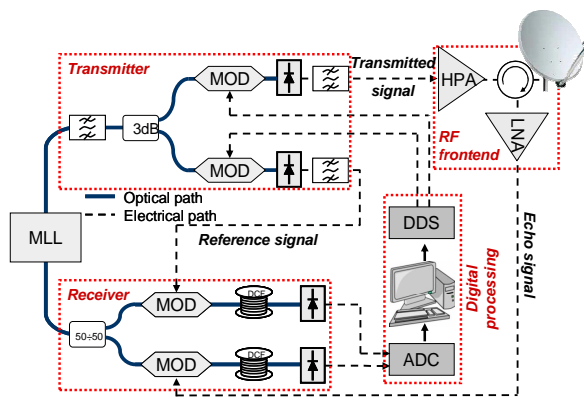 Transmitter
MOD
Transmitted
signal
HPA
3dB
LNA
RF
frontend
MOD
Optical path
Electrical path
DDS
MLL
Reference signal
Echo signal
Receiver
MOD
DCF
Digital
processing
50÷50
MOD
DCF
ADC